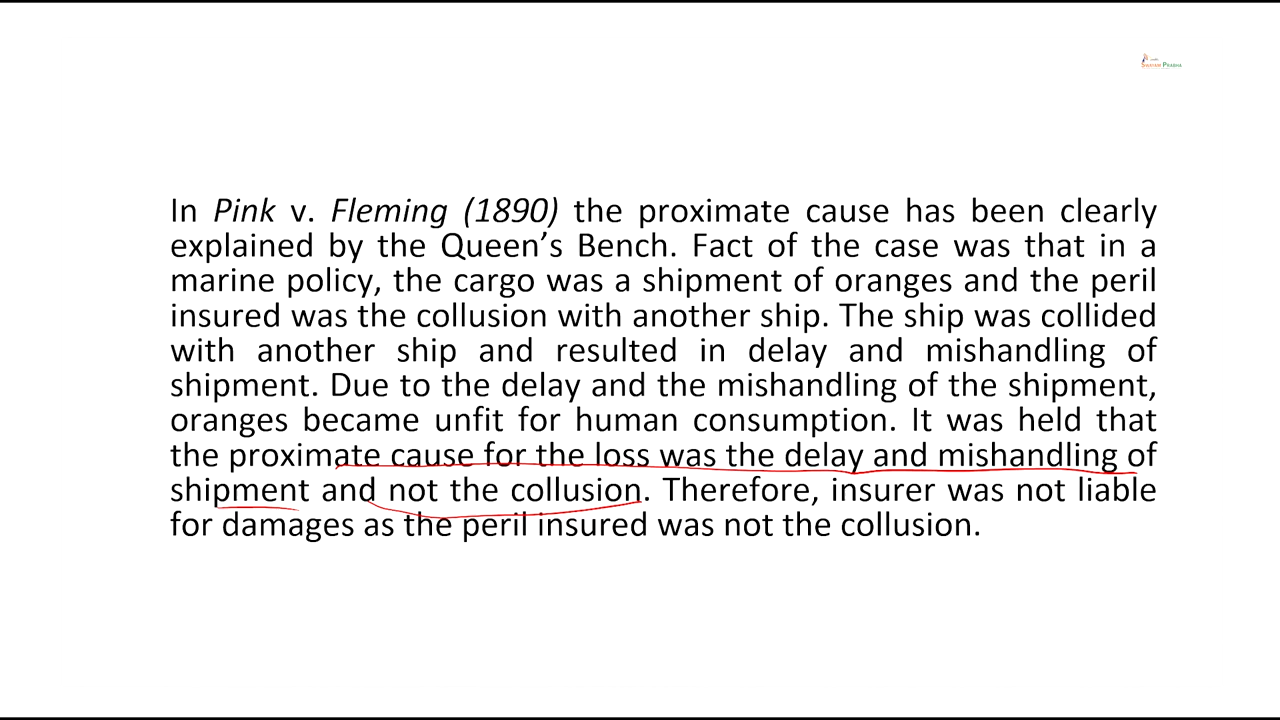 SWAYAM PRABHA
In Pink v. Fleming (1890) the proximate cause has been clearly
explained by the Queen’s Bench. Fact of the case was that in a
marine policy, the cargo was a shipment of oranges and the peril
insured was the collusion with another ship. The ship was collided
with another ship and resulted in delay and mishandling of
shipment. Due to the delay and the mishandling of the shipment,
oranges became unfit for human consumption. It was held that
the proximate cause for the loss was the delay and mishandling of
shipment and not the collusion. Therefore, insurer was not liable
for damages as the peril insured was not the collusion.